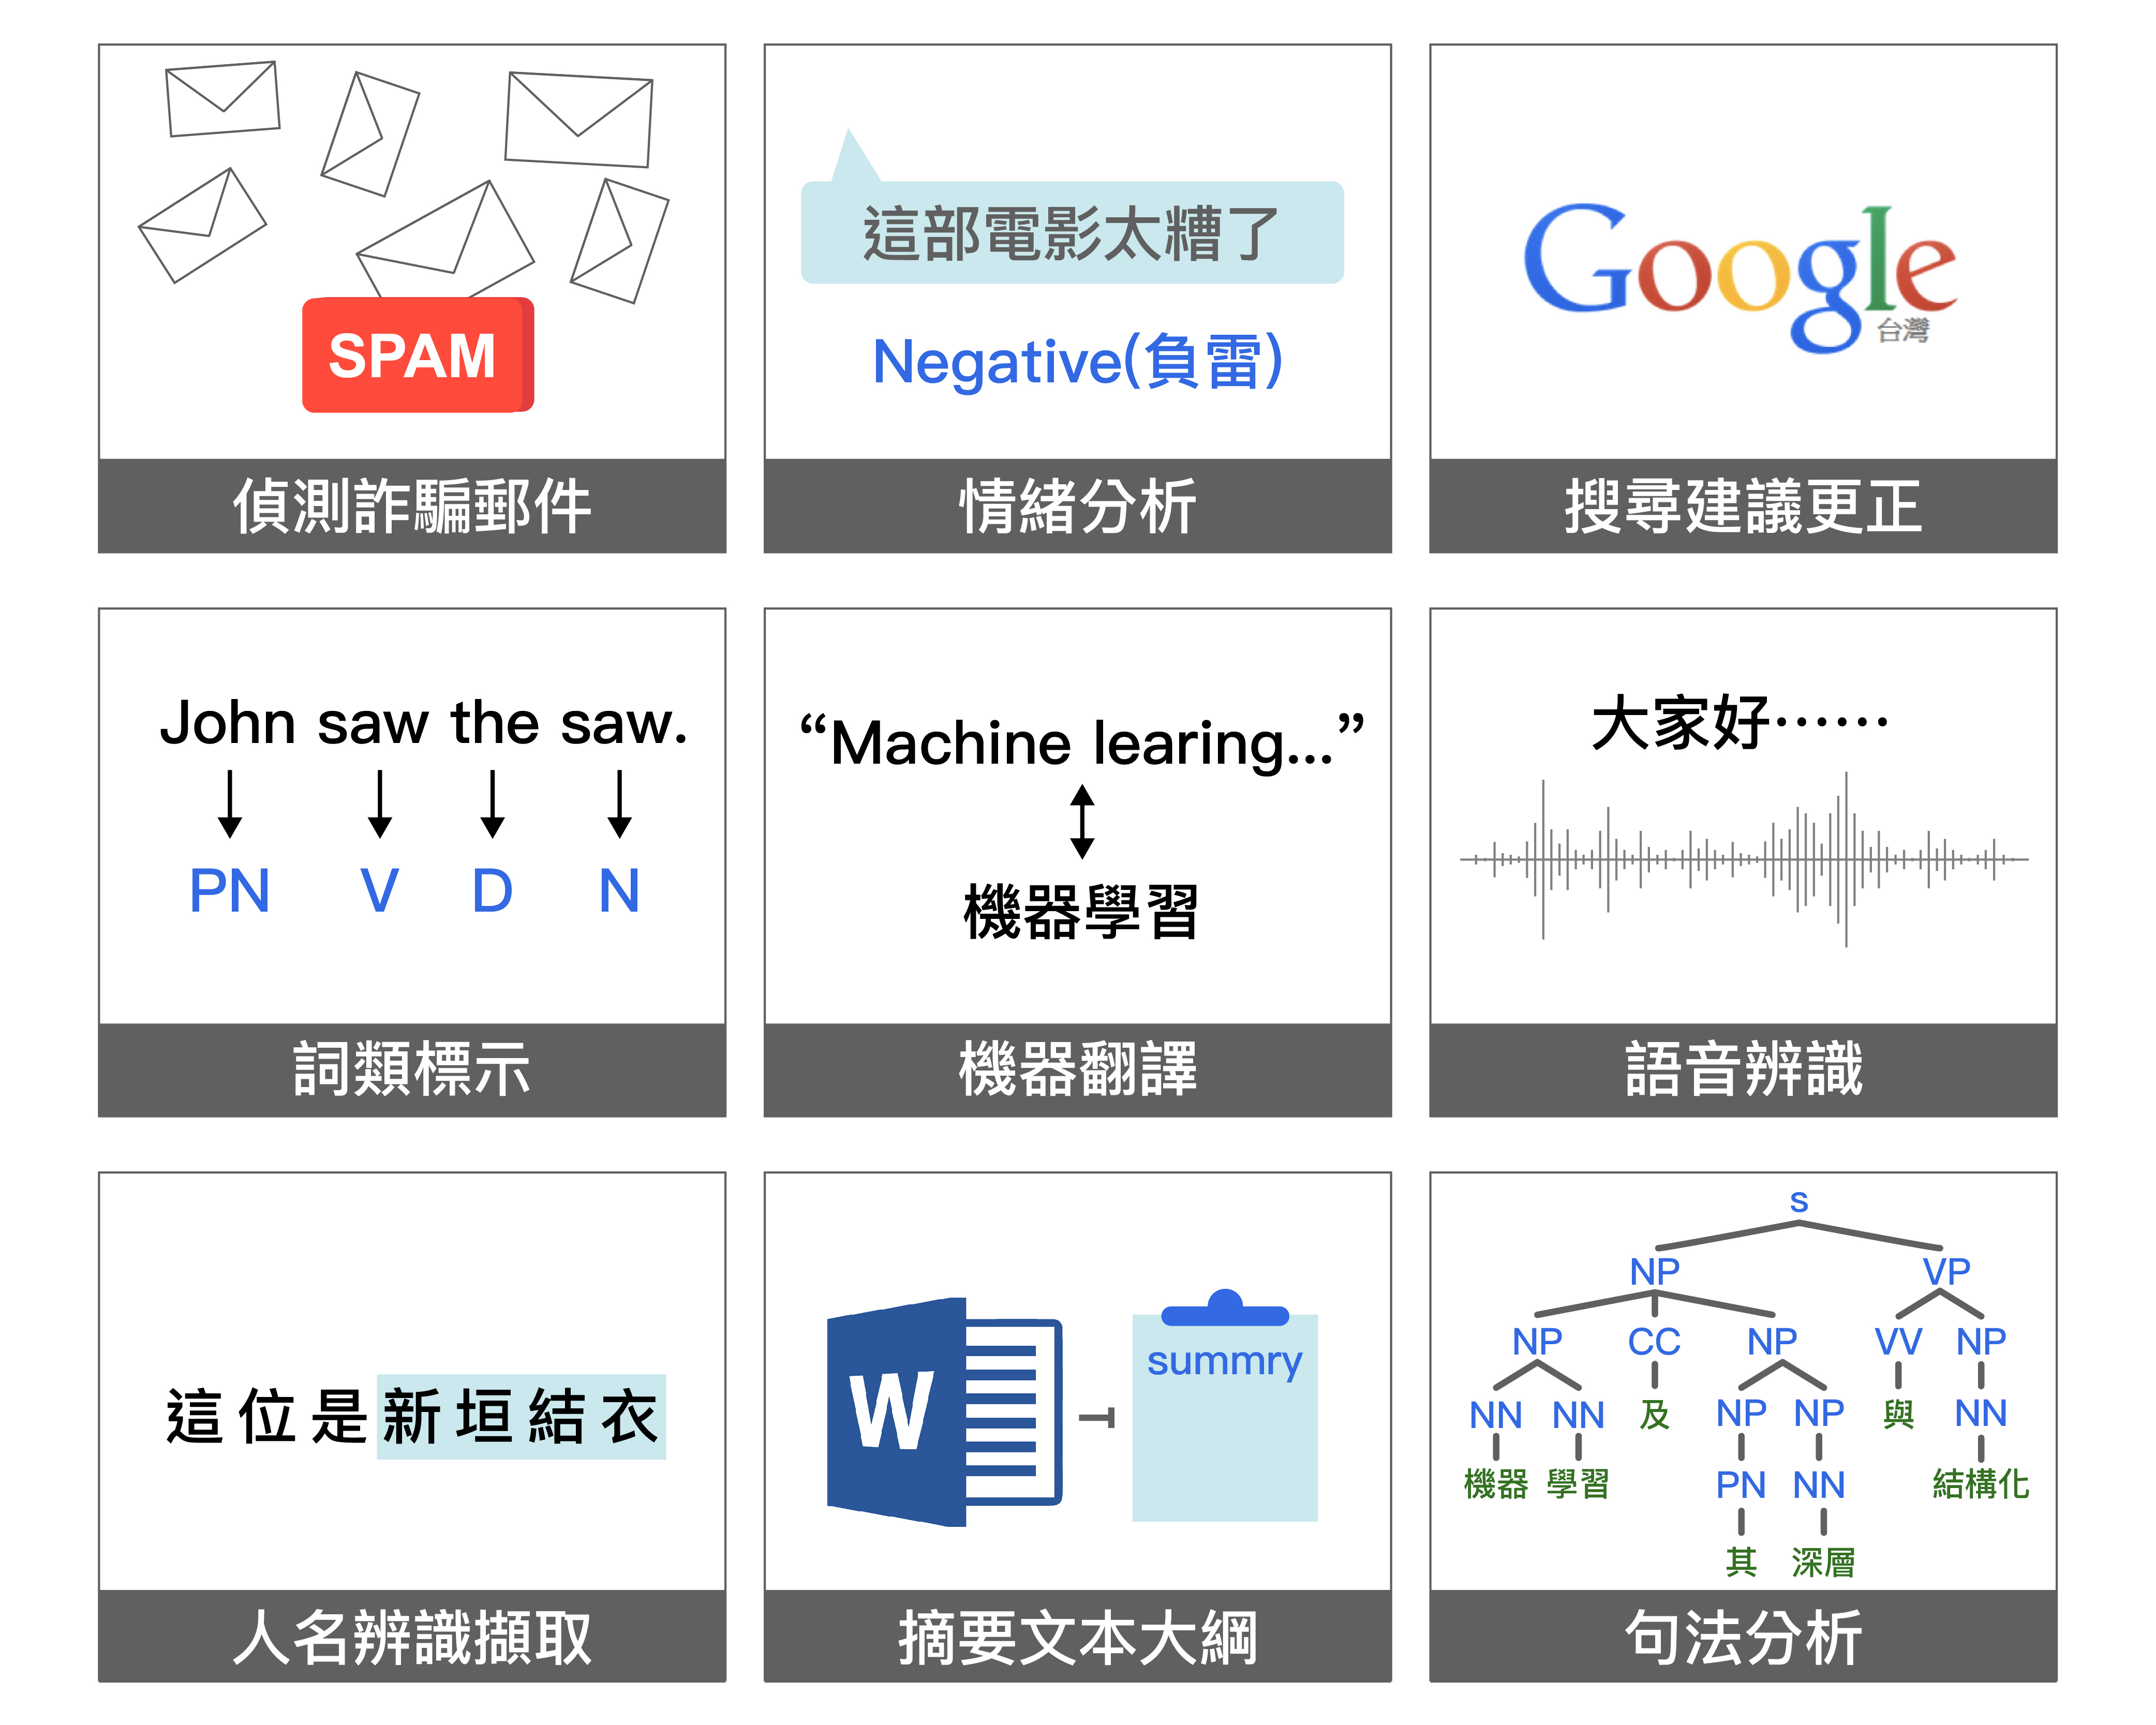 SPAM
偵測詐騙郵件
這部電影太糟了
Negative(負雷)
情緒分析
Google
台灣
搜尋建議更正
John saw the saw.
PN V D N
詞類標示
“Machine learing...”
機器學習
機器翻譯
大家好⋯⋯
語音辨識
這位是新垣結衣
人名辨識擷取
W
summry
摘要文本大綱
S
NP VP
NP CC NP VV NP
NN NN 及 NP NP 與 NN
機器 學習 PN NN 結構化
其 深層
句法分析